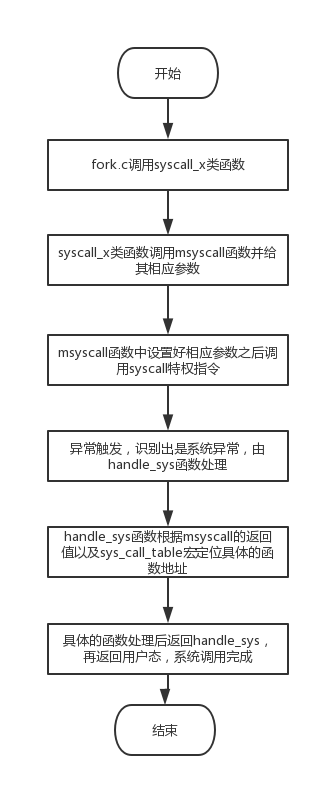 开始
fork.c调用syscall_x类函数
syscall_x类函数调用msyscall函数并给
其相应参数
msyscall函数中设置好相应参数之后调
用syscall特权指令
异常触发，识别出是系统异常，由
handle_sys函数处理
handle_sys函数根据msyscall的返回
值以及sys_call_table宏定位具体的函
数地址
具体的函数处理后返回handle_sys，
再返回用户态，系统调用完成
结束